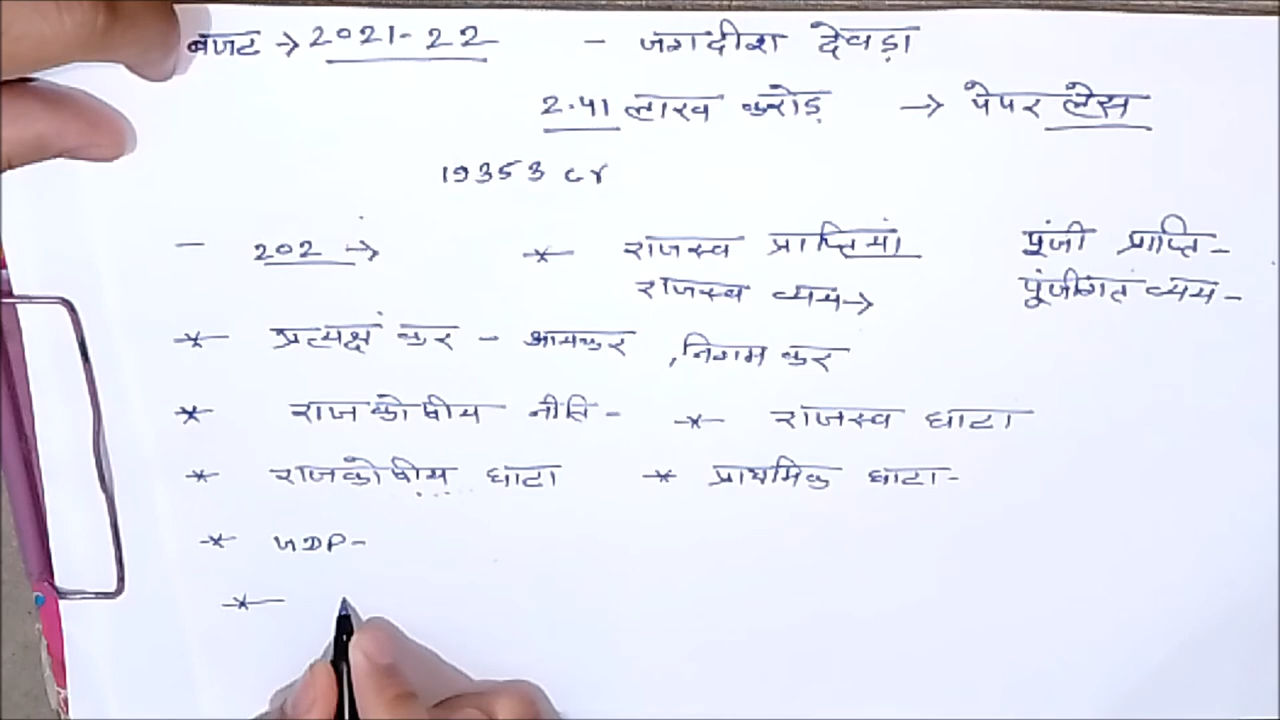 बजट → 2021-22 - जगदीश देवड़ा
2.41 लाख करोड़ → पेपर लेस
19353 cr
- 202 → * राजस्व प्राप्तियां पूंजी प्राप्ति -
राजस्व व्यय → पूंजीगत व्यय -
* प्रत्यक्ष कर - आयकर , निगम कर
* राजकोषीय नीति - * राजस्व घाटा
* राजकोषीय घाटा * प्राथमिक घाटा -
* GDP -
*